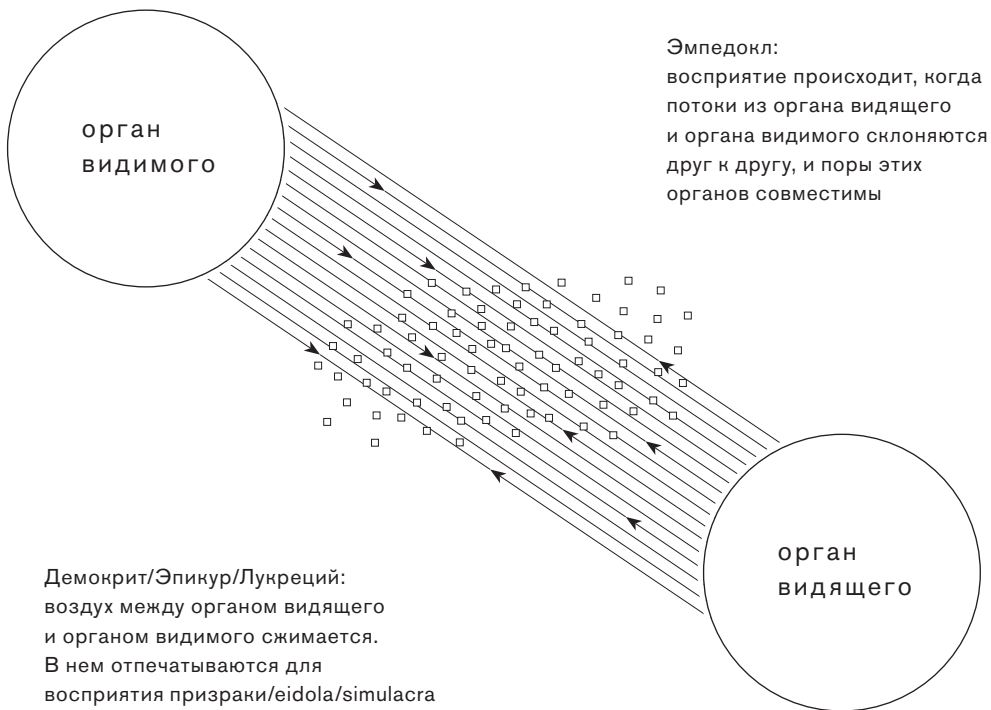 орган
видимого
Эмпедокл:
восприятие происходит, когда
потоки из органа видящего
и органа видимого склоняются
друг к другу, и поры этих
органов совместимы
орган
видящего
Демокрит/Эпикур/Лукреций:
воздух между органом видящего
и органом видимого сжимается.
В нем отпечатываются для
восприятия призраки/eidola/simulacra